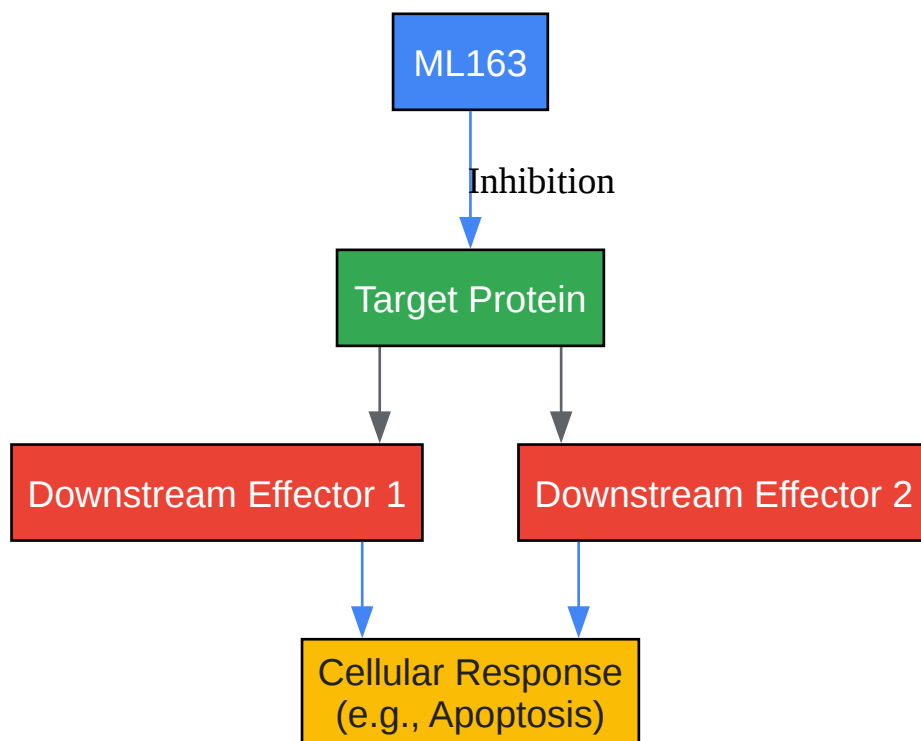 ML163
Inhibition
Target Protein
Downstream Effector 1
Downstream Effector 2
Cellular Response
(e.g., Apoptosis)